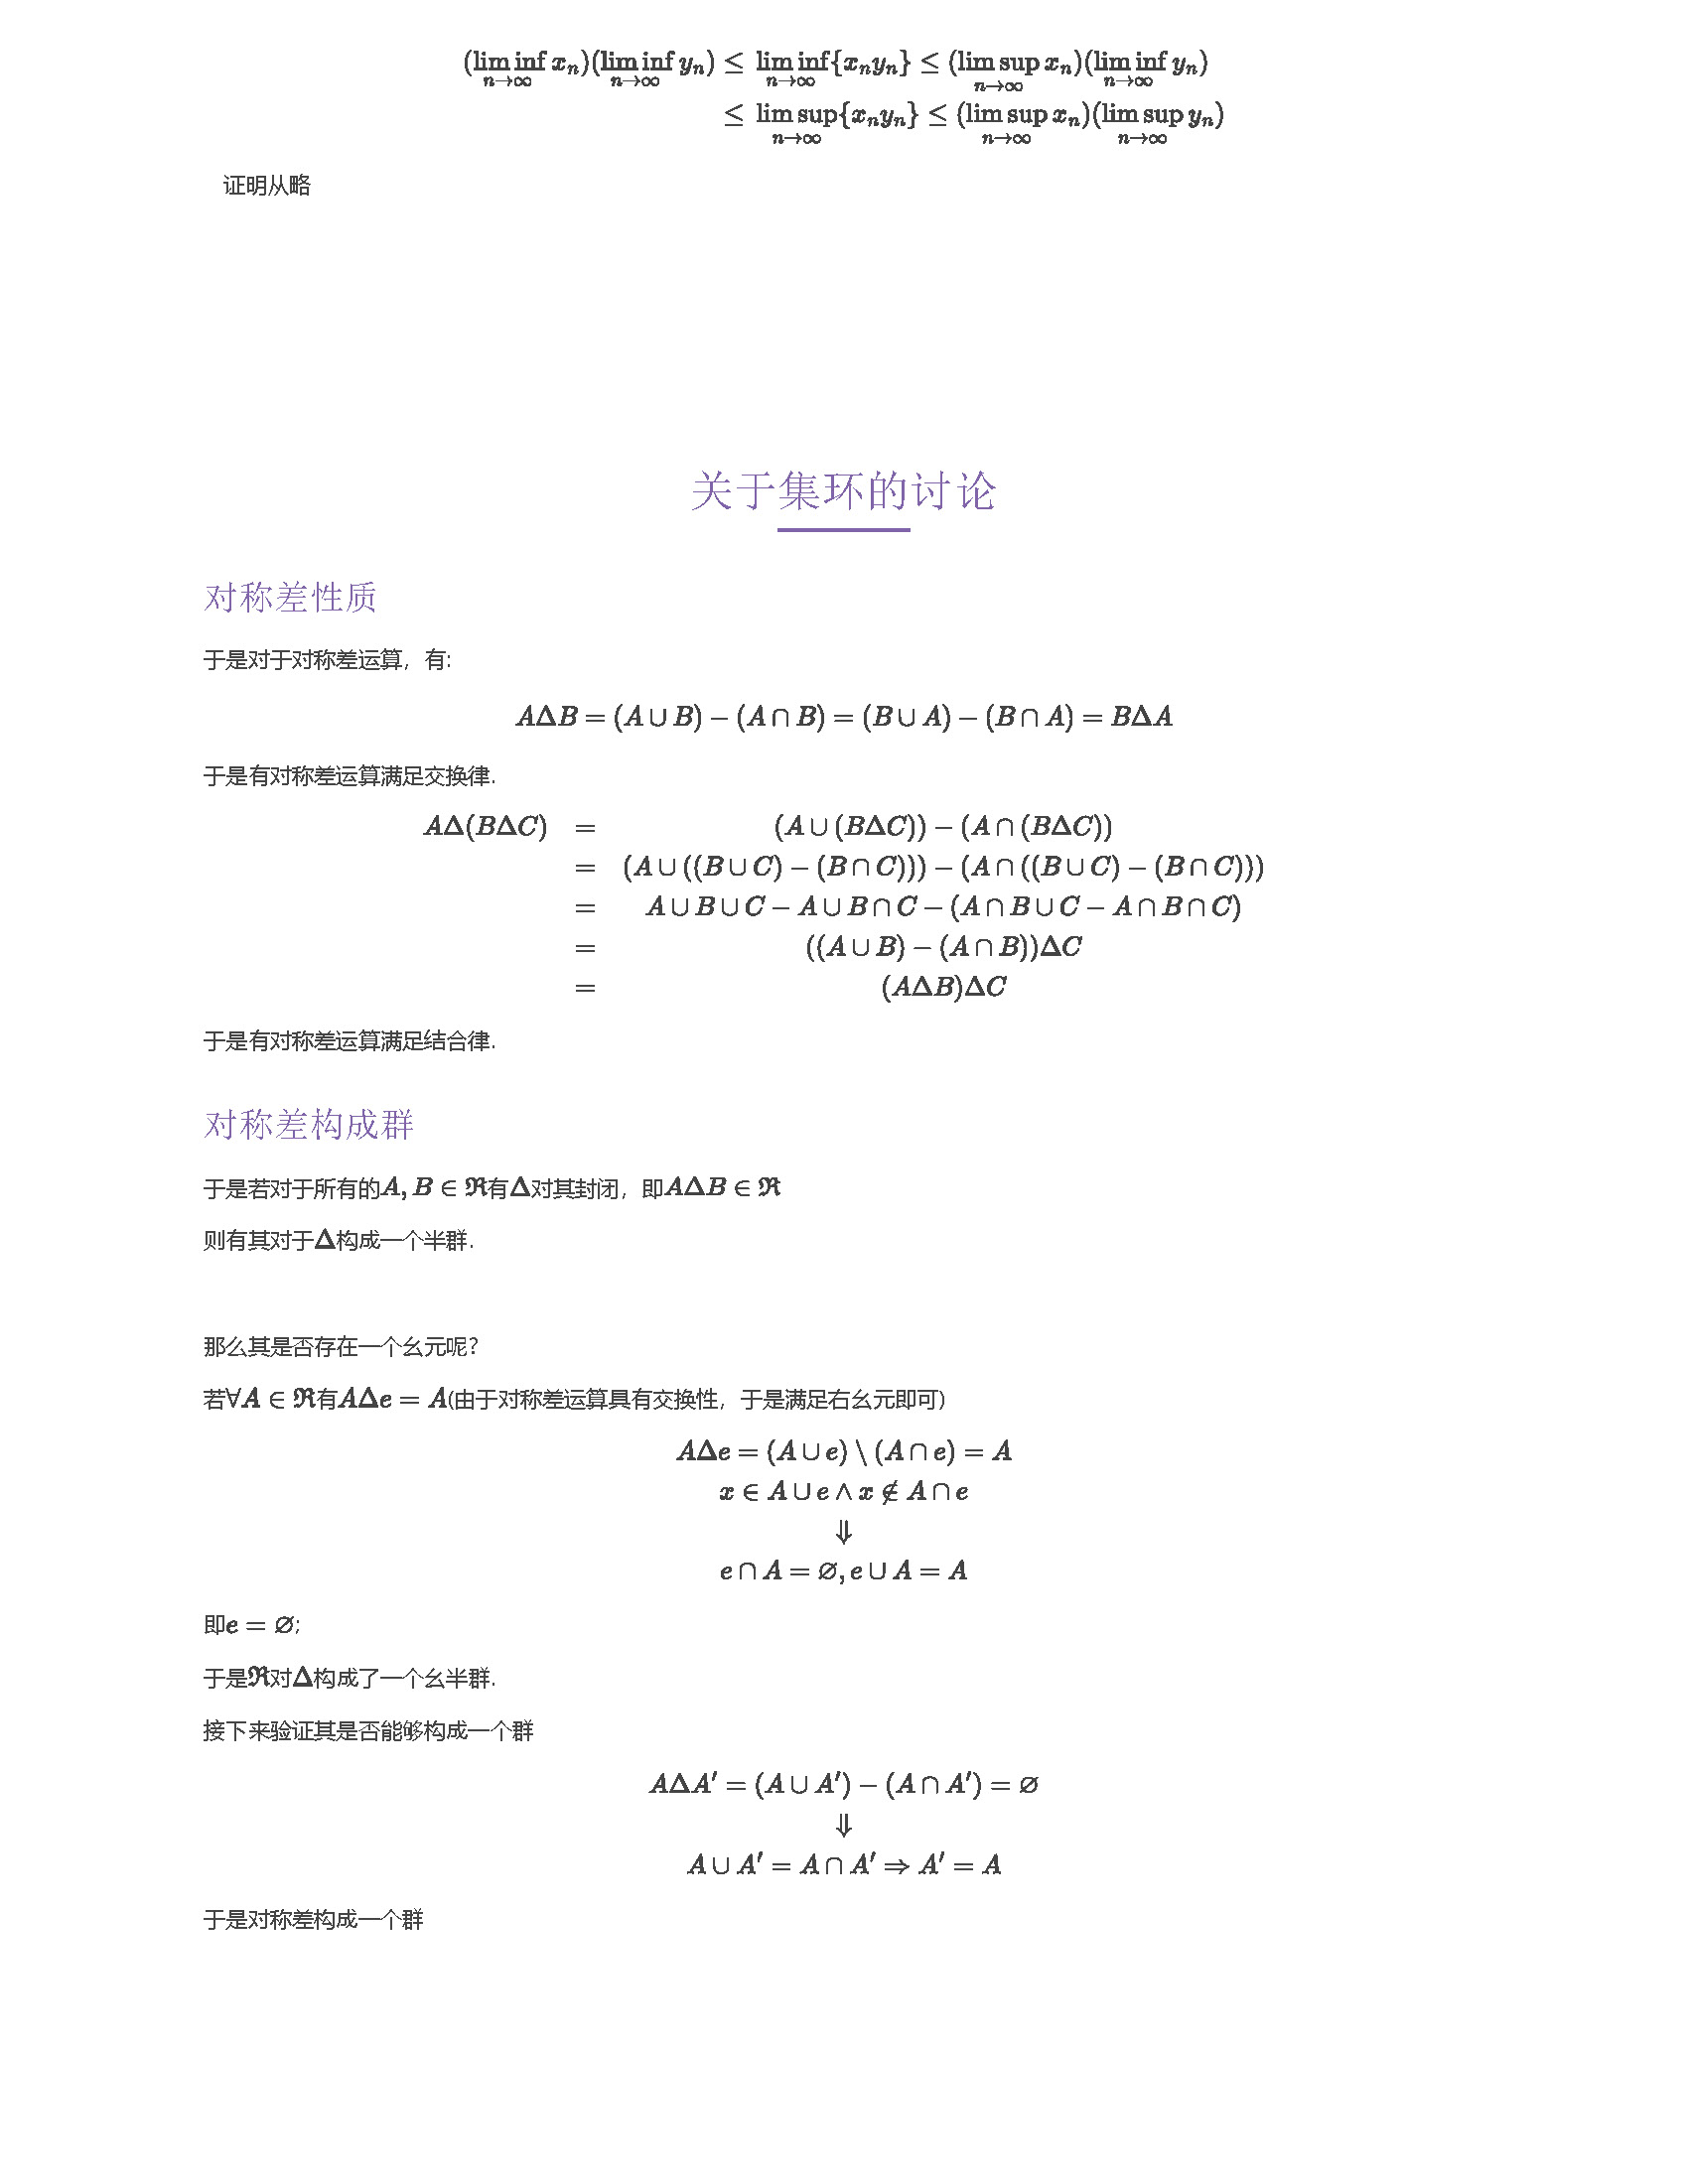 $(\liminf_{n\to\infty} x_n)(\liminf_{n\to\infty} y_n) \leq \liminf_{n\to\infty}\{x_n y_n\} \leq (\limsup_{n\to\infty} x_n)(\liminf_{n\to\infty} y_n)$
$\leq \limsup_{n\to\infty}\{x_n y_n\} \leq (\limsup_{n\to\infty} x_n)(\limsup_{n\to\infty} y_n)$
证明从略
关于集环的讨论
对称差性质
于是对于对称差运算，有:
$A\Delta B = (A\cup B)-(A\cap B) = (B\cup A)-(B\cap A) = B\Delta A$
于是有对称差运算满足交换律.
$A\Delta(B\Delta C) = (A\cup(B\Delta C))-(A\cap(B\Delta C))$
$= (A\cup((B\cup C)-(B\cap C)))-(A\cap((B\cup C)-(B\cap C)))$
$= A\cup B\cup C-A\cup B\cap C-(A\cap B\cup C-A\cap B\cap C)$
$= ((A\cup B)-(A\cap B))\Delta C$
$= (A\Delta B)\Delta C$
于是有对称差运算满足结合律.
对称差构成群
于是若对于所有的$A,B\in\mathfrak{R}$有$\Delta$对其封闭，即$A\Delta B\in\mathfrak{R}$
则有其对于$\Delta$构成一个半群.
那么其是否存在一个幺元呢?
若$\forall A\in\mathfrak{R}$有$A\Delta e=A$(由于对称差运算具有交换性，于是满足右幺元即可)
$A\Delta e=(A\cup e)\setminus(A\cap e)=A$
$x\in A\cup e\wedge x\notin A\cap e$
$\Downarrow$
$e\cap A=\varnothing,e\cup A=A$
即$e=\varnothing$;
于是$\mathfrak{R}$对$\Delta$构成了一个幺半群.
接下来验证其是否能够构成一个群
$A\Delta A'=(A\cup A')-(A\cap A')=\varnothing$
$\Downarrow$
$A\cup A'=A\cap A'\Rightarrow A'=A$
于是对称差构成一个群